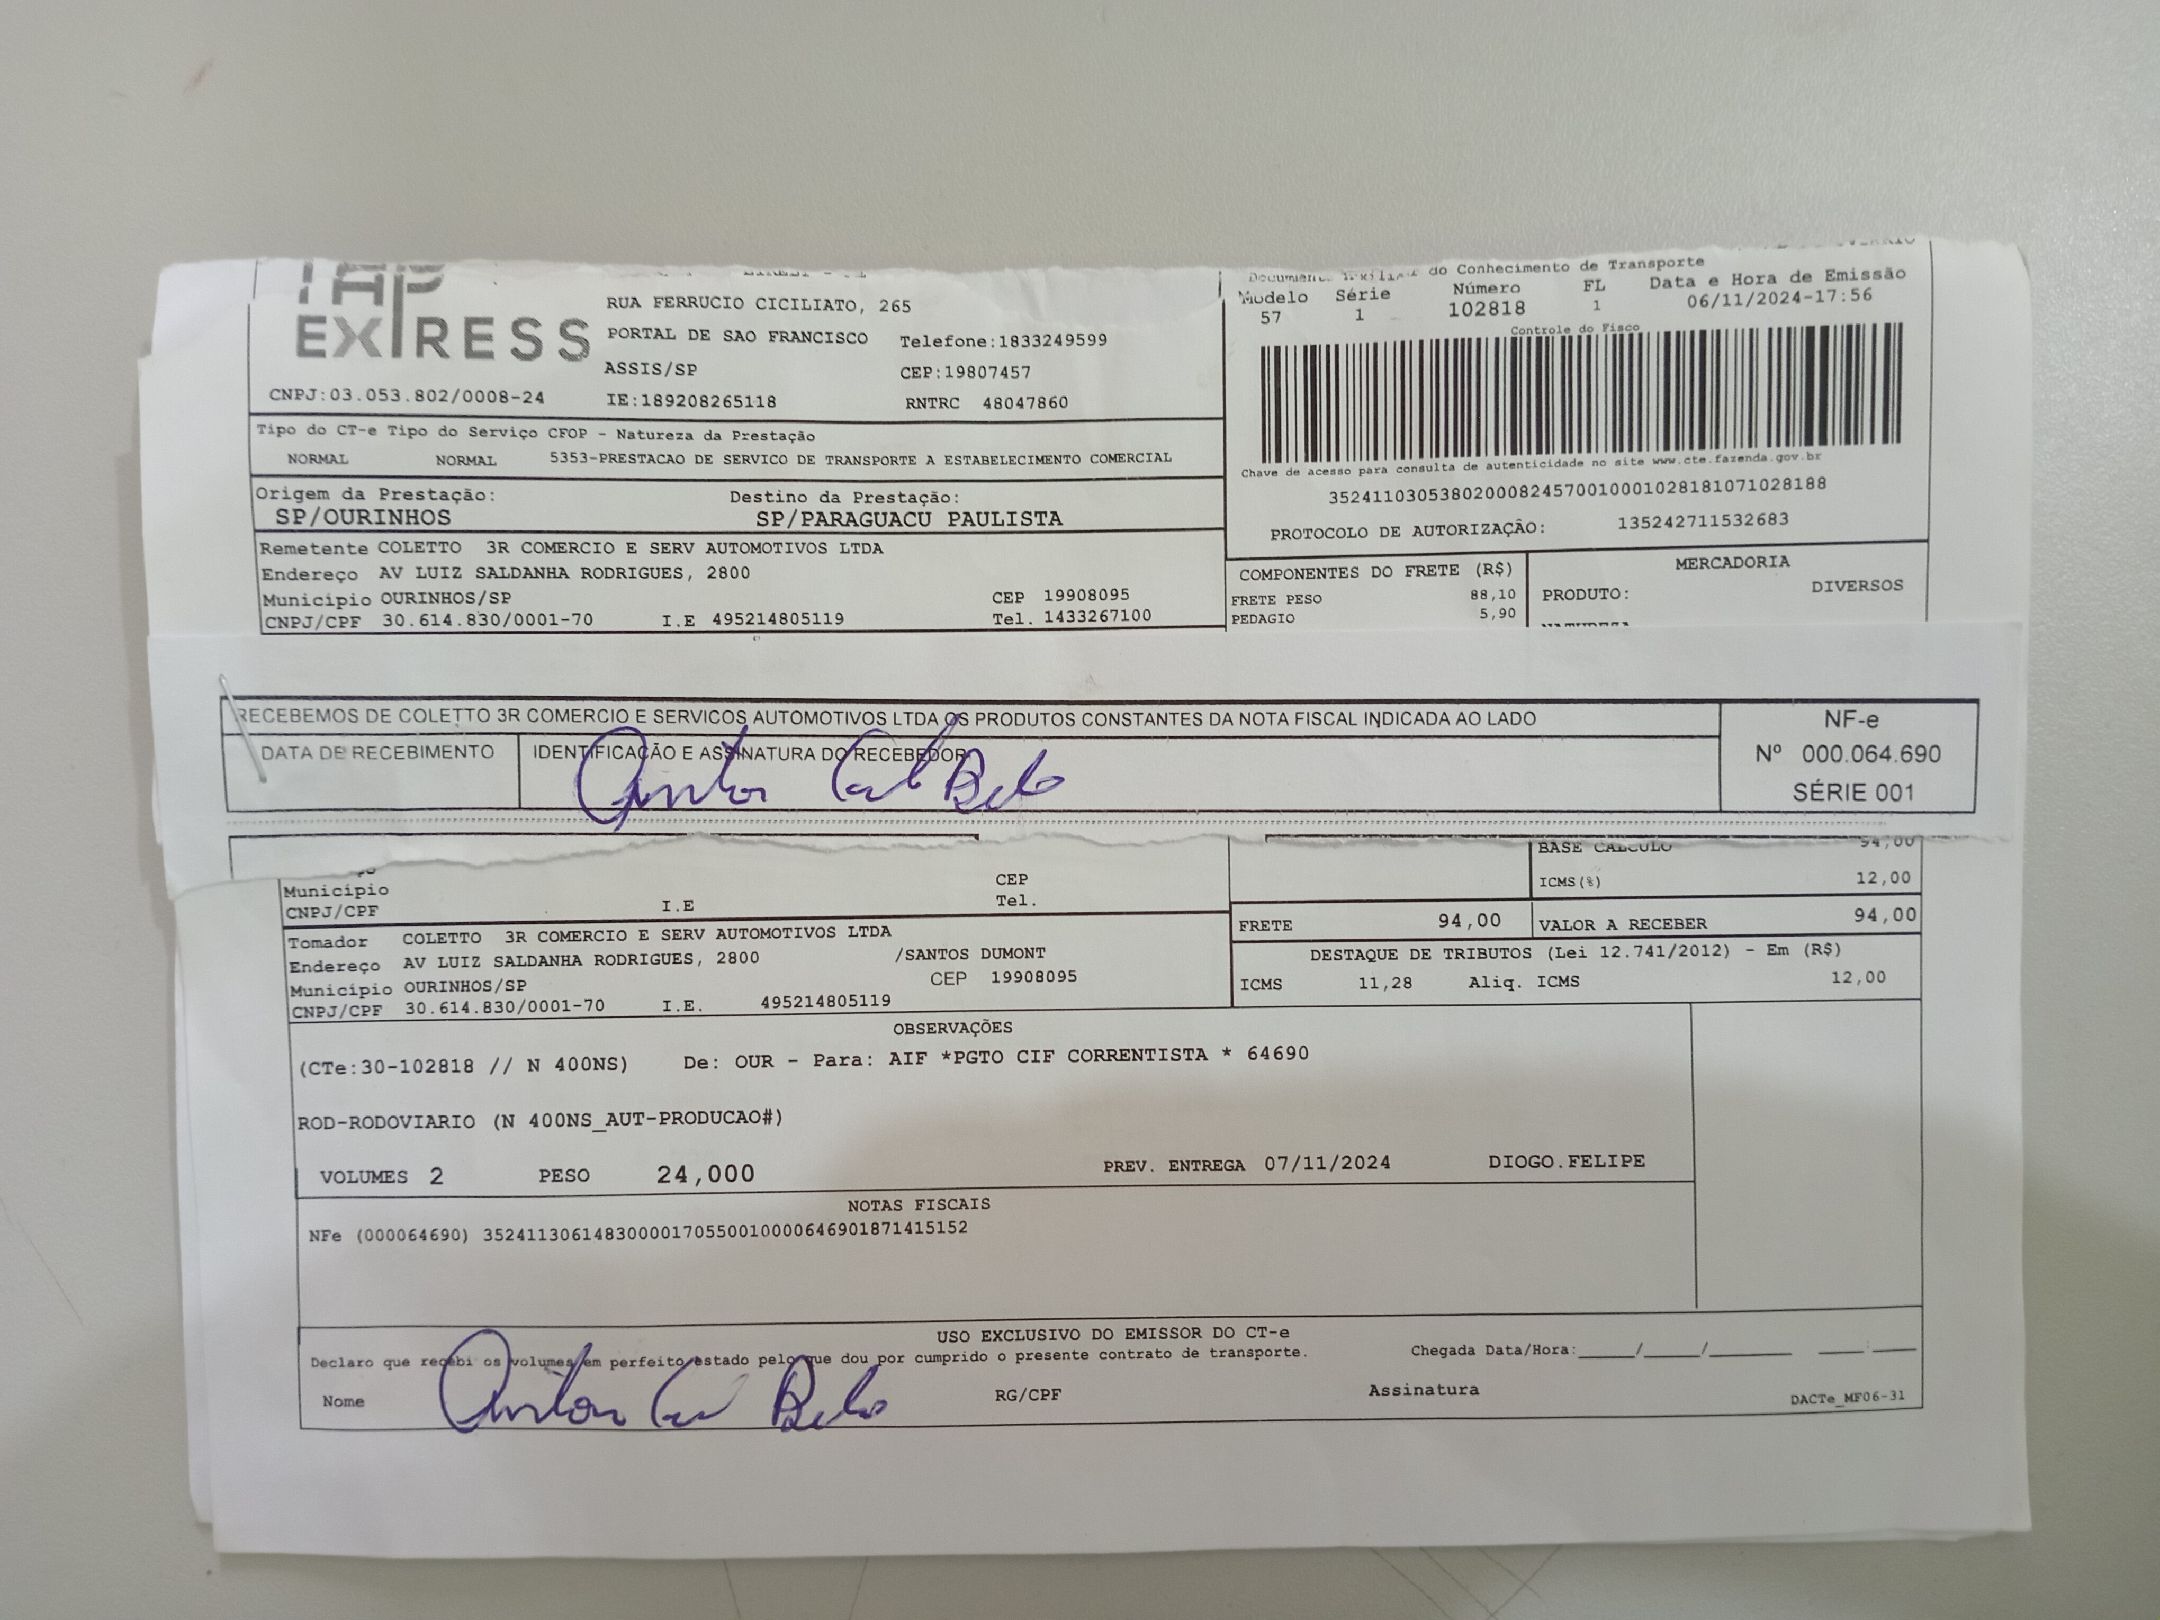 EXPRESS
RUA FERRUCIO CICILIATO, 265
PORTAL DE SAO FRANCISCO Telefone:1833249599
ASSIS/SP CEP:19807457
CNPJ:03.053.802/0008-24 IE:189208265118 RNTRC 48047860
do Conhecimento de Transporte
Modelo Série Número FL Data e Hora de Emissão
57 1 102818 1 06/11/2024-17:56
Controle do Fisco
Chave de acesso para consulta de autenticidade no site www.cte.fazenda.gov.br
35241103053802000824570010001028181071028188
PROTOCOLO DE AUTORIZAÇÃO: 135242711532683
Tipo do CT-e Tipo do Serviço CFOP - Natureza da Prestação
NORMAL NORMAL 5353-PRESTACAO DE SERVICO DE TRANSPORTE A ESTABELECIMENTO COMERCIAL
Origem da Prestação: Destino da Prestação:
SP/OURINHOS SP/PARAGUACU PAULISTA
Remetente COLETTO 3R COMERCIO E SERV AUTOMOTIVOS LTDA
Endereço AV LUIZ SALDANHA RODRIGUES, 2800
Município OURINHOS/SP CEP 19908095
CNPJ/CPF 30.614.830/0001-70 I.E 495214805119 Tel. 1433267100
COMPONENTES DO FRETE (R$)
FRETE PESO 88,10
PEDAGIO 5,90
MERCADORIA
PRODUTO: DIVERSOS
RECEBEMOS DE COLETTO 3R COMERCIO E SERVICOS AUTOMOTIVOS LTDA OS PRODUTOS CONSTANTES DA NOTA FISCAL INDICADA AO LADO
DATA DE RECEBIMENTO IDENTIFICAÇÃO E ASSINATURA DO RECEBEDOR
NF-e
Nº 000.064.690
SÉRIE 001
Município CEP
CNPJ/CPF I.E Tel.
BASE CALCULO 94,00
ICMS(%) 12,00
FRETE 94,00 VALOR A RECEBER 94,00
Tomador COLETTO 3R COMERCIO E SERV AUTOMOTIVOS LTDA
Endereço AV LUIZ SALDANHA RODRIGUES, 2800 /SANTOS DUMONT
Município OURINHOS/SP CEP 19908095
CNPJ/CPF 30.614.830/0001-70 I.E. 495214805119
DESTAQUE DE TRIBUTOS (Lei 12.741/2012) - Em (R$)
ICMS 11,28 Aliq. ICMS 12,00
OBSERVAÇÕES
(CTe:30-102818 // N 400NS) De: OUR - Para: AIF *PGTO CIF CORRENTISTA * 64690
ROD-RODOVIARIO (N 400NS_AUT-PRODUCAO#)
VOLUMES 2 PESO 24,000 PREV. ENTREGA 07/11/2024 DIOGO.FELIPE
NOTAS FISCAIS
NFe (000064690) 35241130614830000170550010000646901871415152
USO EXCLUSIVO DO EMISSOR DO CT-e
Declaro que recebi os volumes em perfeito estado pelo que dou por cumprido o presente contrato de transporte. Chegada Data/Hora:_____/_____/_______ ____:____
Nome RG/CPF Assinatura DACTe_MF06-31